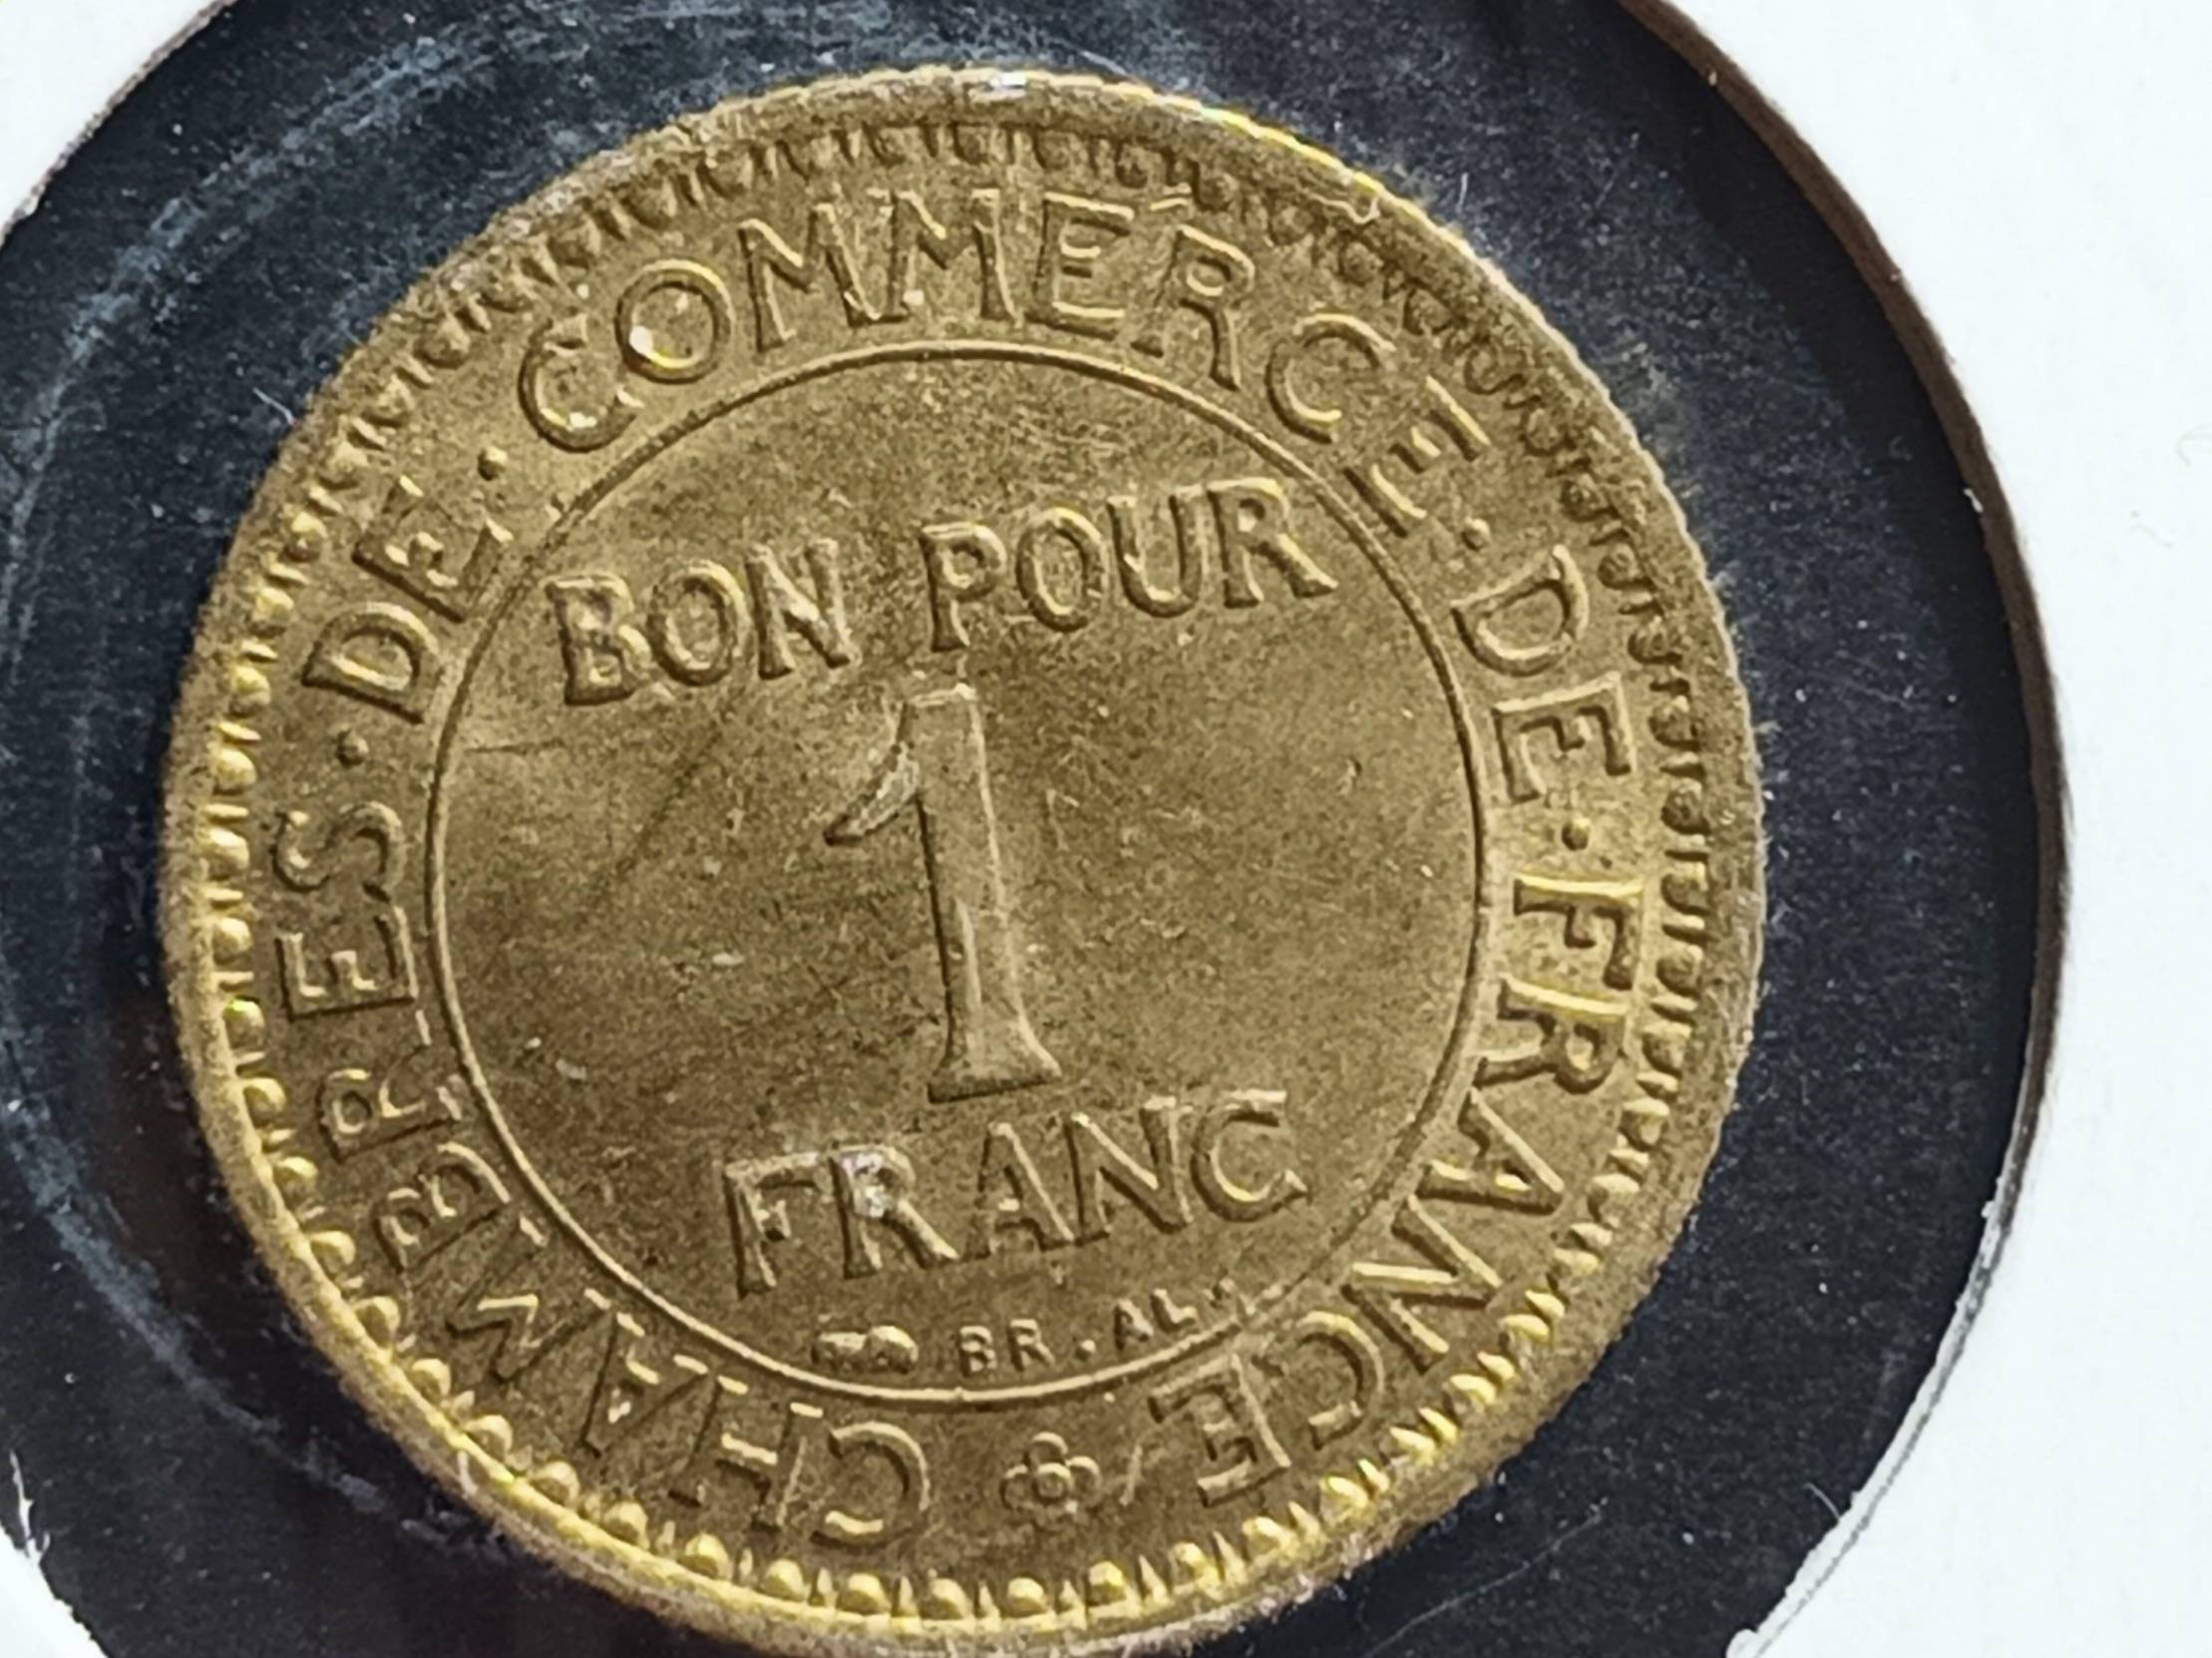 CHAMBRES·DE·COMMERCE·DE·FRANCE
BON POUR
1
FRANC
BR.AL.